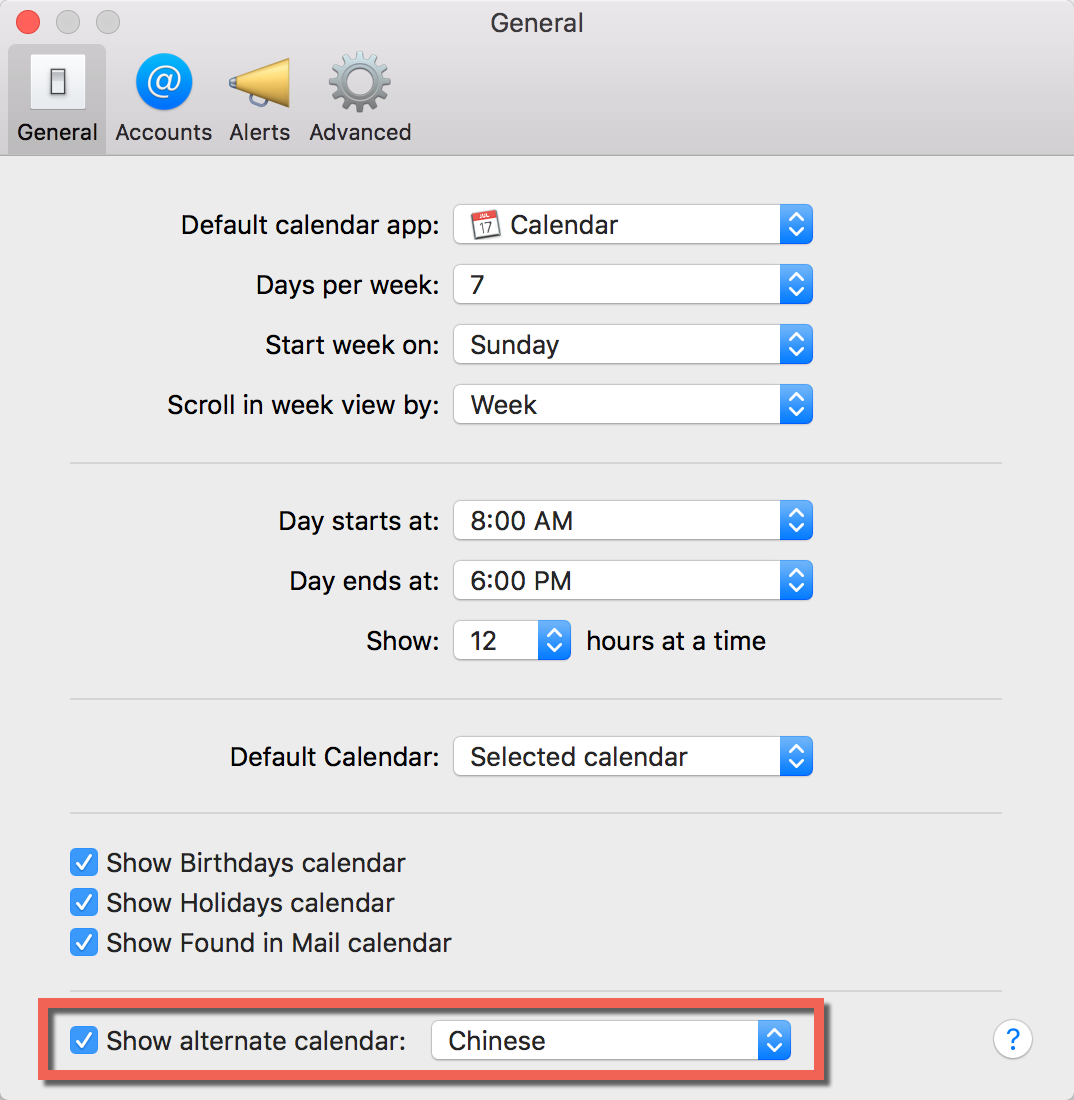 General
General Accounts Alerts Advanced
Default calendar app: JUL 17 Calendar
Days per week: 7
Start week on: Sunday
Scroll in week view by: Week
Day starts at: 8:00 AM
Day ends at: 6:00 PM
Show: 12 hours at a time
Default Calendar: Selected calendar
Show Birthdays calendar
Show Holidays calendar
Show Found in Mail calendar
Show alternate calendar: Chinese ?